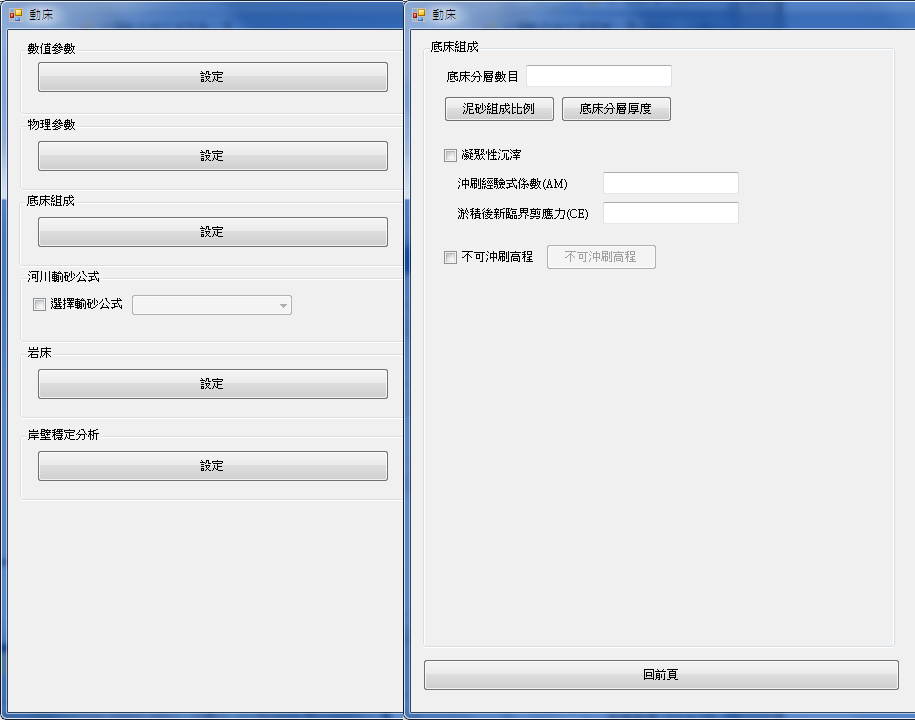 動床
數值參數
設定
物理參數
設定
底床組成
設定
河川輸砂公式
選擇輸砂公式
岩床
設定
岸壁穩定分析
設定
動床
底床組成
底床分層數目
泥砂組成比例
底床分層厚度
凝聚性沉滓
沖刷經驗式係數(AM)
淤積後新臨界剪應力(CE)
不可沖刷高程
不可沖刷高程
回前頁